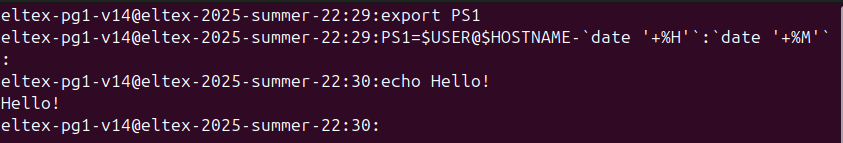 eltex-pg1-v14@eltex-2025-summer-22:29:export PS1
eltex-pg1-v14@eltex-2025-summer-22:29:PS1=$USER@$HOSTNAME-`date '+%H'`:`date '+%M'`
:
eltex-pg1-v14@eltex-2025-summer-22:30:echo Hello!
Hello!
eltex-pg1-v14@eltex-2025-summer-22:30: